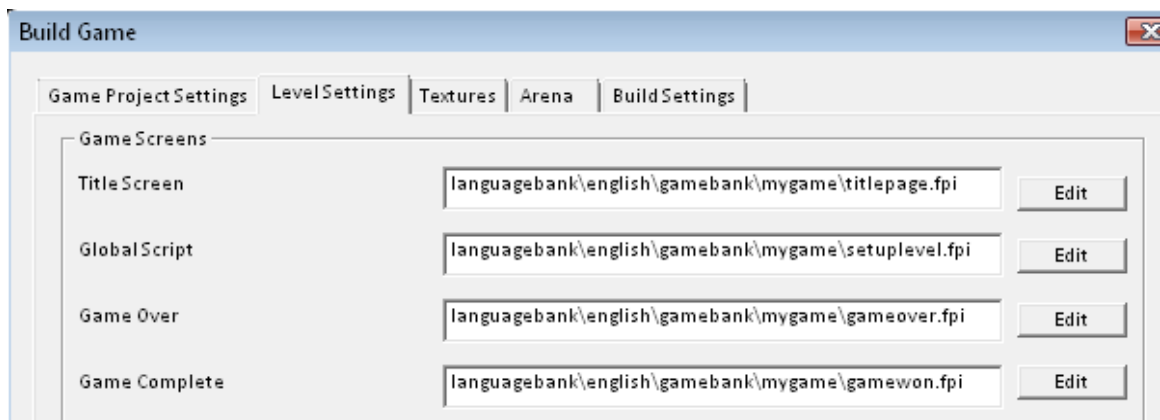 Build Game
Game Project Settings Level Settings Textures Arena Build Settings
Game Screens
Title Screen languagebank\english\gamebank\mygame\titlepage.fpi Edit
Global Script languagebank\english\gamebank\mygame\setuplevel.fpi Edit
Game Over languagebank\english\gamebank\mygame\gameover.fpi Edit
Game Complete languagebank\english\gamebank\mygame\gamewon.fpi Edit